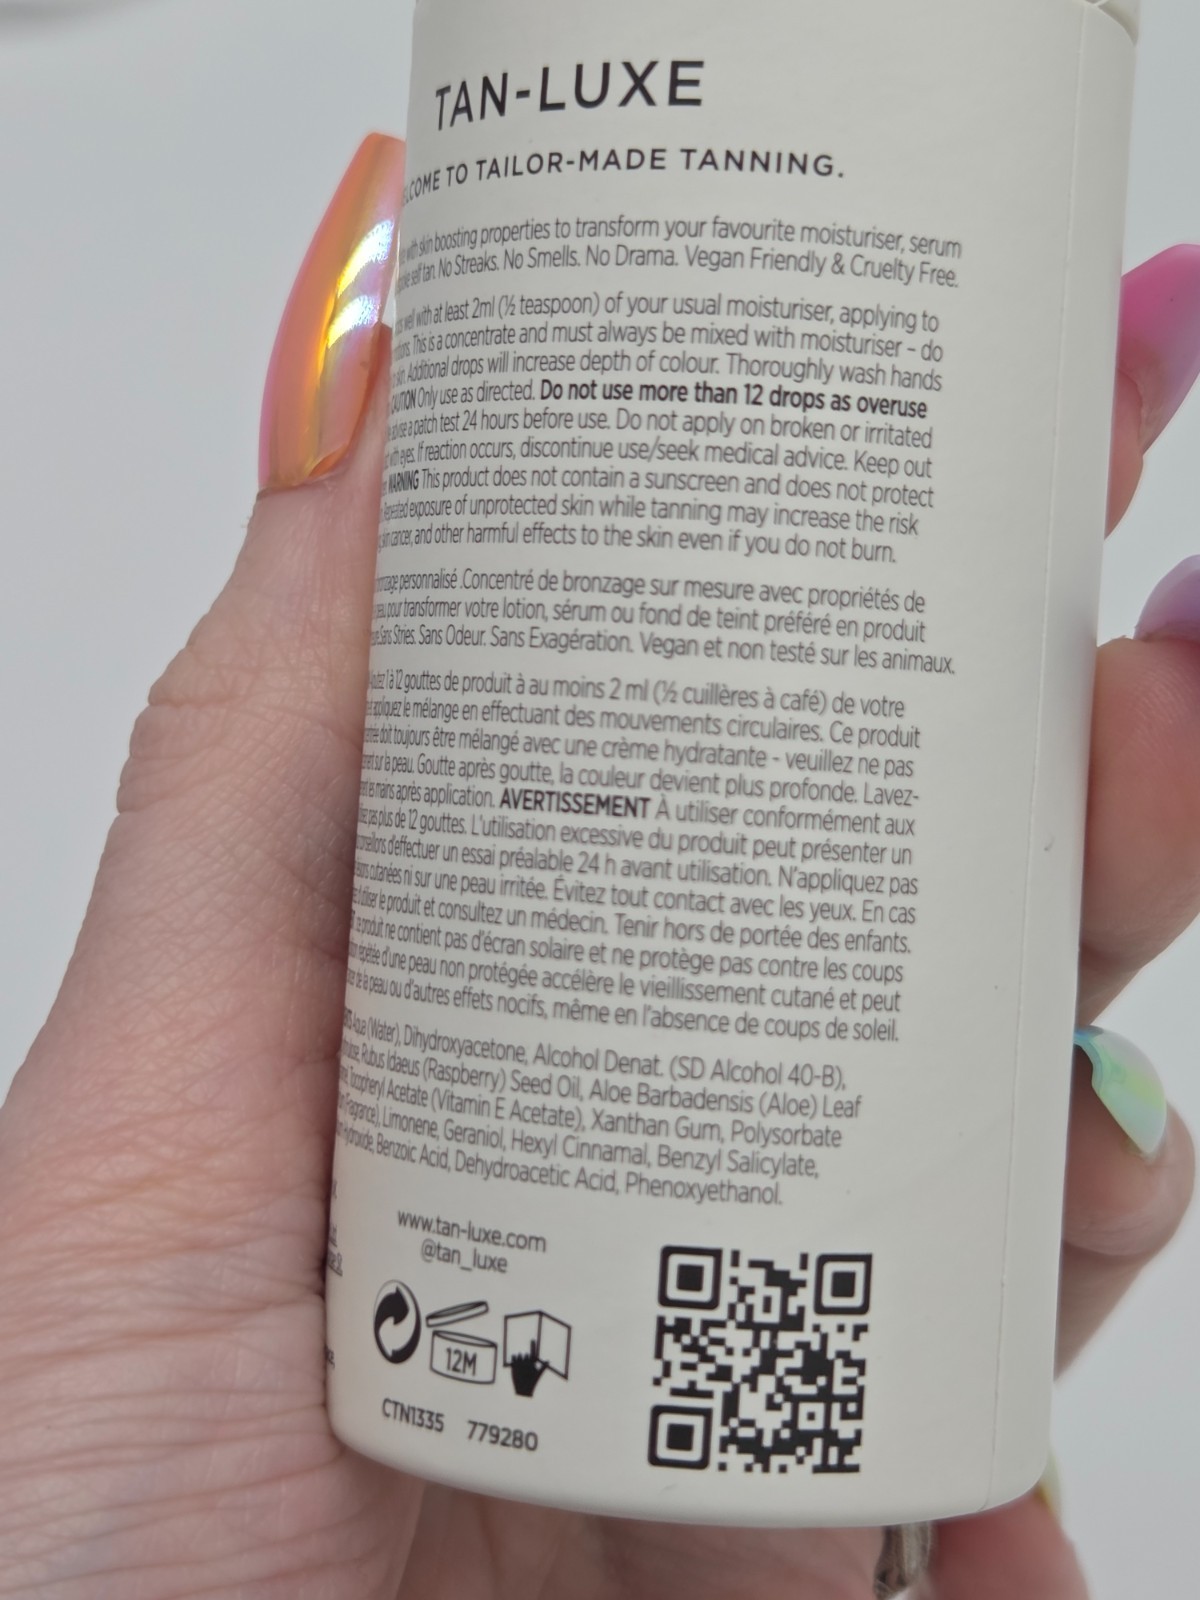 TAN-LUXE
TO TAILOR-MADE TANNING.
with skin boosting properties to transform your favourite moisturiser, serum
self tan. No Streaks. No Smells. No Drama. Vegan Friendly & Cruelty Free.
well with at least 2ml (½ teaspoon) of your usual moisturiser, applying to
This is a concentrate and must always be mixed with moisturiser – do
skin. Additional drops will increase depth of colour. Thoroughly wash hands
CAUTION Only use as directed. Do not use more than 12 drops as overuse
a patch test 24 hours before use. Do not apply on broken or irritated
with eyes. If reaction occurs, discontinue use/seek medical advice. Keep out
WARNING This product does not contain a sunscreen and does not protect
Repeated exposure of unprotected skin while tanning may increase the risk
skin cancer, and other harmful effects to the skin even if you do not burn.
personnalisé .Concentré de bronzage sur mesure avec propriétés de
pour transformer votre lotion, sérum ou fond de teint préféré en produit
Sans Stries. Sans Odeur. Sans Exagération. Vegan et non testé sur les animaux.
1 à 12 gouttes de produit à au moins 2 ml (½ cuillères à café) de votre
appliquez le mélange en effectuant des mouvements circulaires. Ce produit
doit toujours être mélangé avec une crème hydratante - veuillez ne pas
sur la peau. Goutte après goutte, la couleur devient plus profonde. Lavez-
mains après application. AVERTISSEMENT À utiliser conformément aux
pas plus de 12 gouttes. L'utilisation excessive du produit peut présenter un
d'effectuer un essai préalable 24 h avant utilisation. N'appliquez pas
cutanées ni sur une peau irritée. Évitez tout contact avec les yeux. En cas
le produit et consultez un médecin. Tenir hors de portée des enfants.
produit ne contient pas d'écran solaire et ne protège pas contre les coups
répétée d'une peau non protégée accélère le vieillissement cutané et peut
de la peau ou d'autres effets nocifs, même en l'absence de coups de soleil.
Aqua (Water), Dihydroxyacetone, Alcohol Denat. (SD Alcohol 40-B),
Rubus Idaeus (Raspberry) Seed Oil, Aloe Barbadensis (Aloe) Leaf
Tocopheryl Acetate (Vitamin E Acetate), Xanthan Gum, Polysorbate
(Fragrance), Limonene, Geraniol, Hexyl Cinnamal, Benzyl Salicylate,
Benzoic Acid, Dehydroacetic Acid, Phenoxyethanol.
www.tan-luxe.com
@tan_luxe
12M
CTN1335 779280